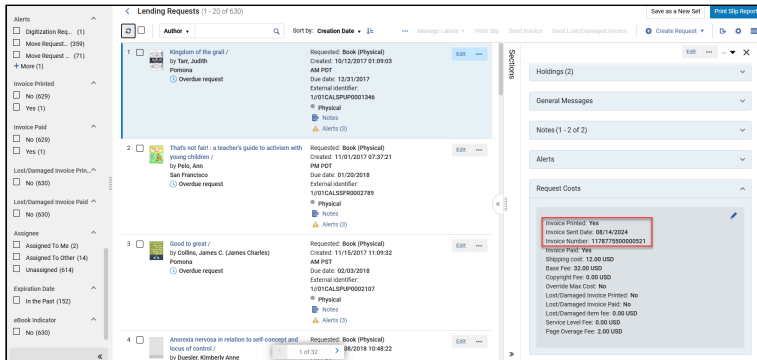 Lending Requests (1 - 20 of 630)
Save as a New Set
Print Slip Report
Author
Sort by: Creation Date
Manage Labels
Print Slip
Send Invoice
Send Lost/Damaged Invoice
Create Request
Alerts
Digitization Req... (1)
Move Request... (359)
Move Request ... (71)
+ More (1)
Invoice Printed
No (629)
Yes (1)
Invoice Paid
No (629)
Yes (1)
Lost/Damaged Invoice Prin...
No (630)
Lost/Damaged Invoice Paid
No (630)
Assignee
Assigned To Me (2)
Assigned To Other (14)
Unassigned (614)
Expiration Date
In the Past (152)
eBook Indicator
No (630)
1
Kingdom of the grail /
by Tarr, Judith
Pomona
Overdue request
Requested: Book (Physical)
Created: 10/12/2017 01:09:03
AM PDT
Due date: 12/31/2017
External identifier:
1//01CALSPUP0001346
Physical
Notes
Alerts (3)
Edit
2
That's not fair! : a teacher's guide to activism with
young children /
by Pelo, Ann
San Francisco
Overdue request
Requested: Book (Physical)
Created: 11/01/2017 07:37:21
PM PDT
Due date: 01/20/2018
External identifier:
1//01CALSSFR0002789
Physical
Notes
Alerts (3)
Edit
3
Good to great /
by Collins, James C. (James Charles)
Pomona
Overdue request
Requested: Book (Physical)
Created: 11/15/2017 11:09:32
AM PST
Due date: 02/03/2018
External identifier:
1//01CALSPUP0002107
Physical
Notes
Alerts (3)
Edit
4
Anorexia nervosa in relation to self-concept and
locus of control /
by Duesler, Kimberly Anne
Requested: Book (Physical)
08/2018 10:48:22
Edit
1 of 32
Sections
Edit
Holdings (2)
General Messages
Notes (1 - 2 of 2)
Alerts
Request Costs
Invoice Printed: Yes
Invoice Sent Date: 08/14/2024
Invoice Number: 1178775500000521
Invoice Paid: Yes
Shipping cost: 12.00 USD
Base Fee: 32.00 USD
Copyright Fee: 0.00 USD
Override Max Cost: No
Lost/Damaged Invoice Printed: No
Lost/Damaged Invoice Paid: No
Lost/Damaged item fee: 0.00 USD
Service Level Fee: 0.00 USD
Page Overage Fee: 2.00 USD